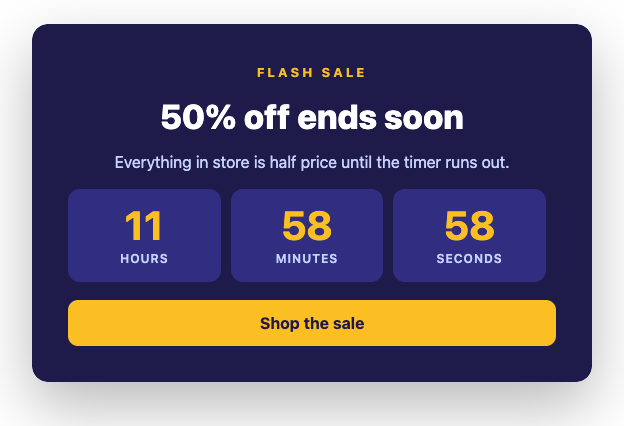 FLASH SALE
50% off ends soon
Everything in store is half price until the timer runs out.
11 58 58
HOURS MINUTES SECONDS
Shop the sale